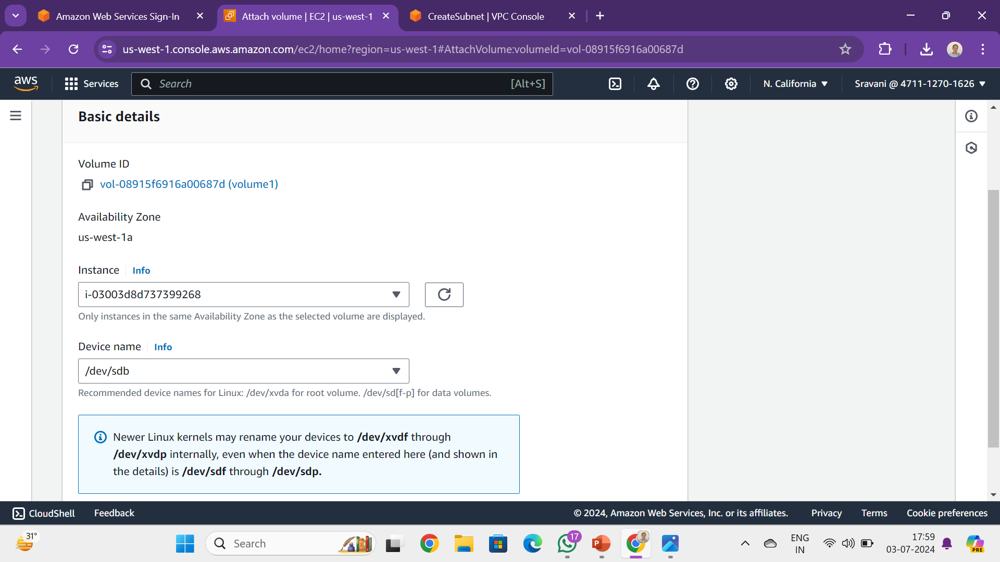 Amazon Web Services Sign-In
Attach volume | EC2 | us-west-1
CreateSubnet | VPC Console
us-west-1.console.aws.amazon.com/ec2/home?region=us-west-1#AttachVolume:volumeId=vol-08915f6916a00687d
aws
Services
Search
[Alt+S]
N. California
Sravani @ 4711-1270-1626
Basic details
Volume ID
vol-08915f6916a00687d (volume1)
Availability Zone
us-west-1a
Instance
Info
i-03003d8d737399268
Only instances in the same Availability Zone as the selected volume are displayed.
Device name
Info
/dev/sdb
Recommended device names for Linux: /dev/xvda for root volume. /dev/sd[f-p] for data volumes.
Newer Linux kernels may rename your devices to /dev/xvdf through
/dev/xvdp internally, even when the device name entered here (and shown in
the details) is /dev/sdf through /dev/sdp.
CloudShell
Feedback
© 2024, Amazon Web Services, Inc. or its affiliates.
Privacy
Terms
Cookie preferences
31°
Search
17
P
ENG
IN
17:59
03-07-2024
PRE